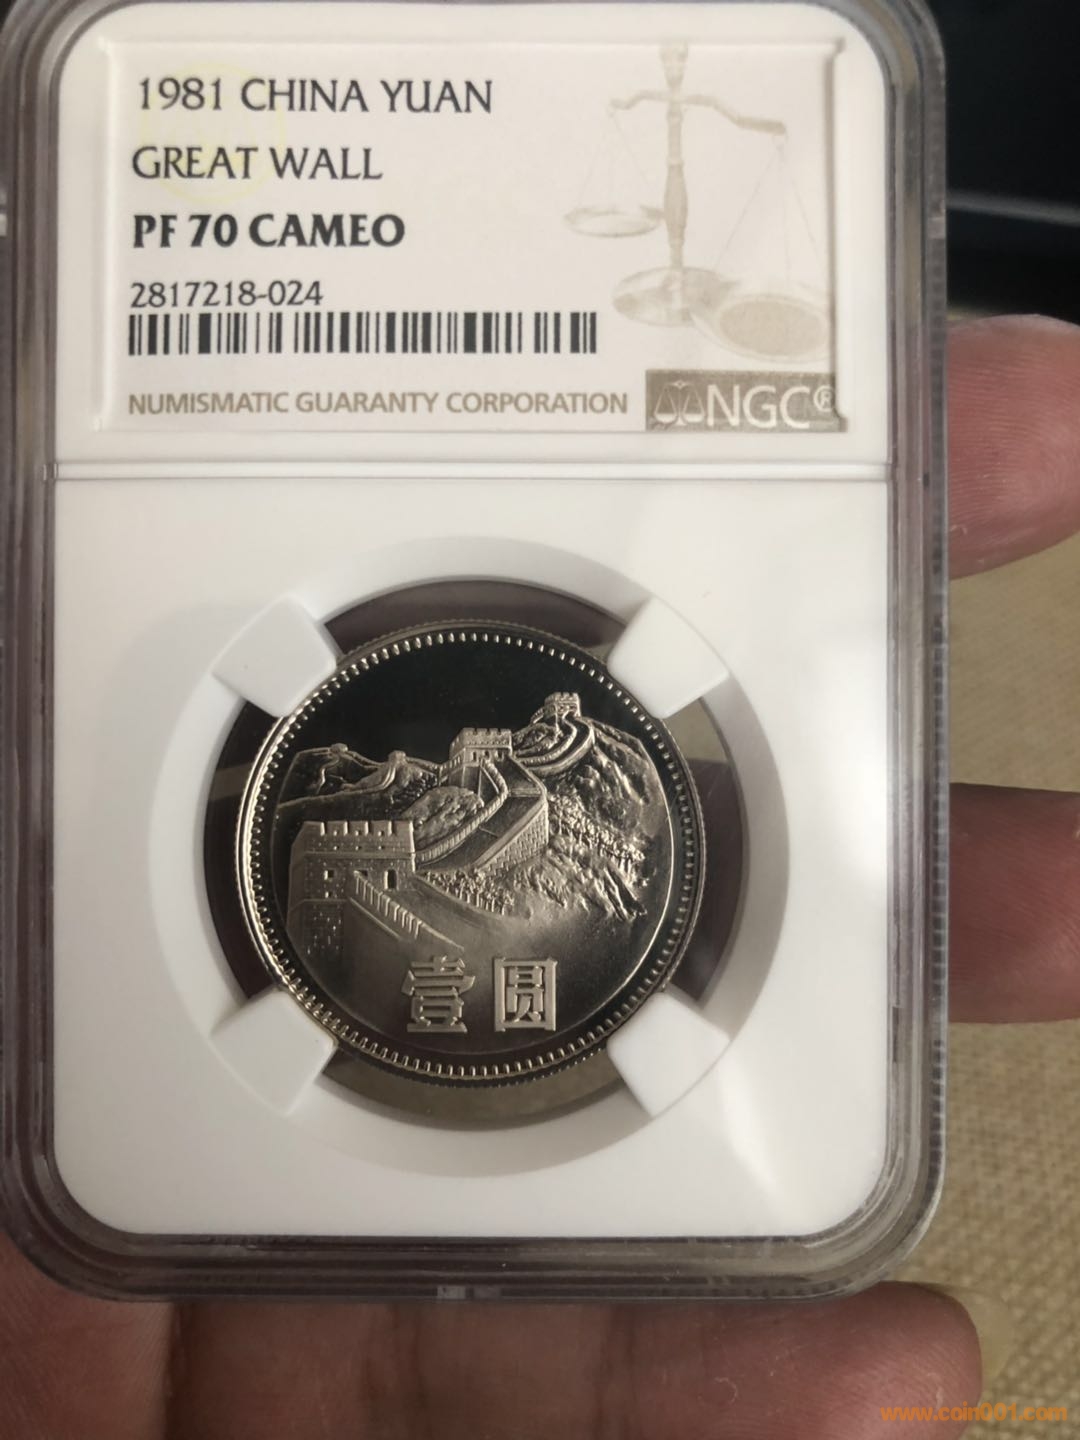 1981 CHINA YUAN
GREAT WALL
PF 70 CAMEO
2817218-024
NUMISMATIC GUARANTY CORPORATION
NGC®
壹圆
www.coin001.com